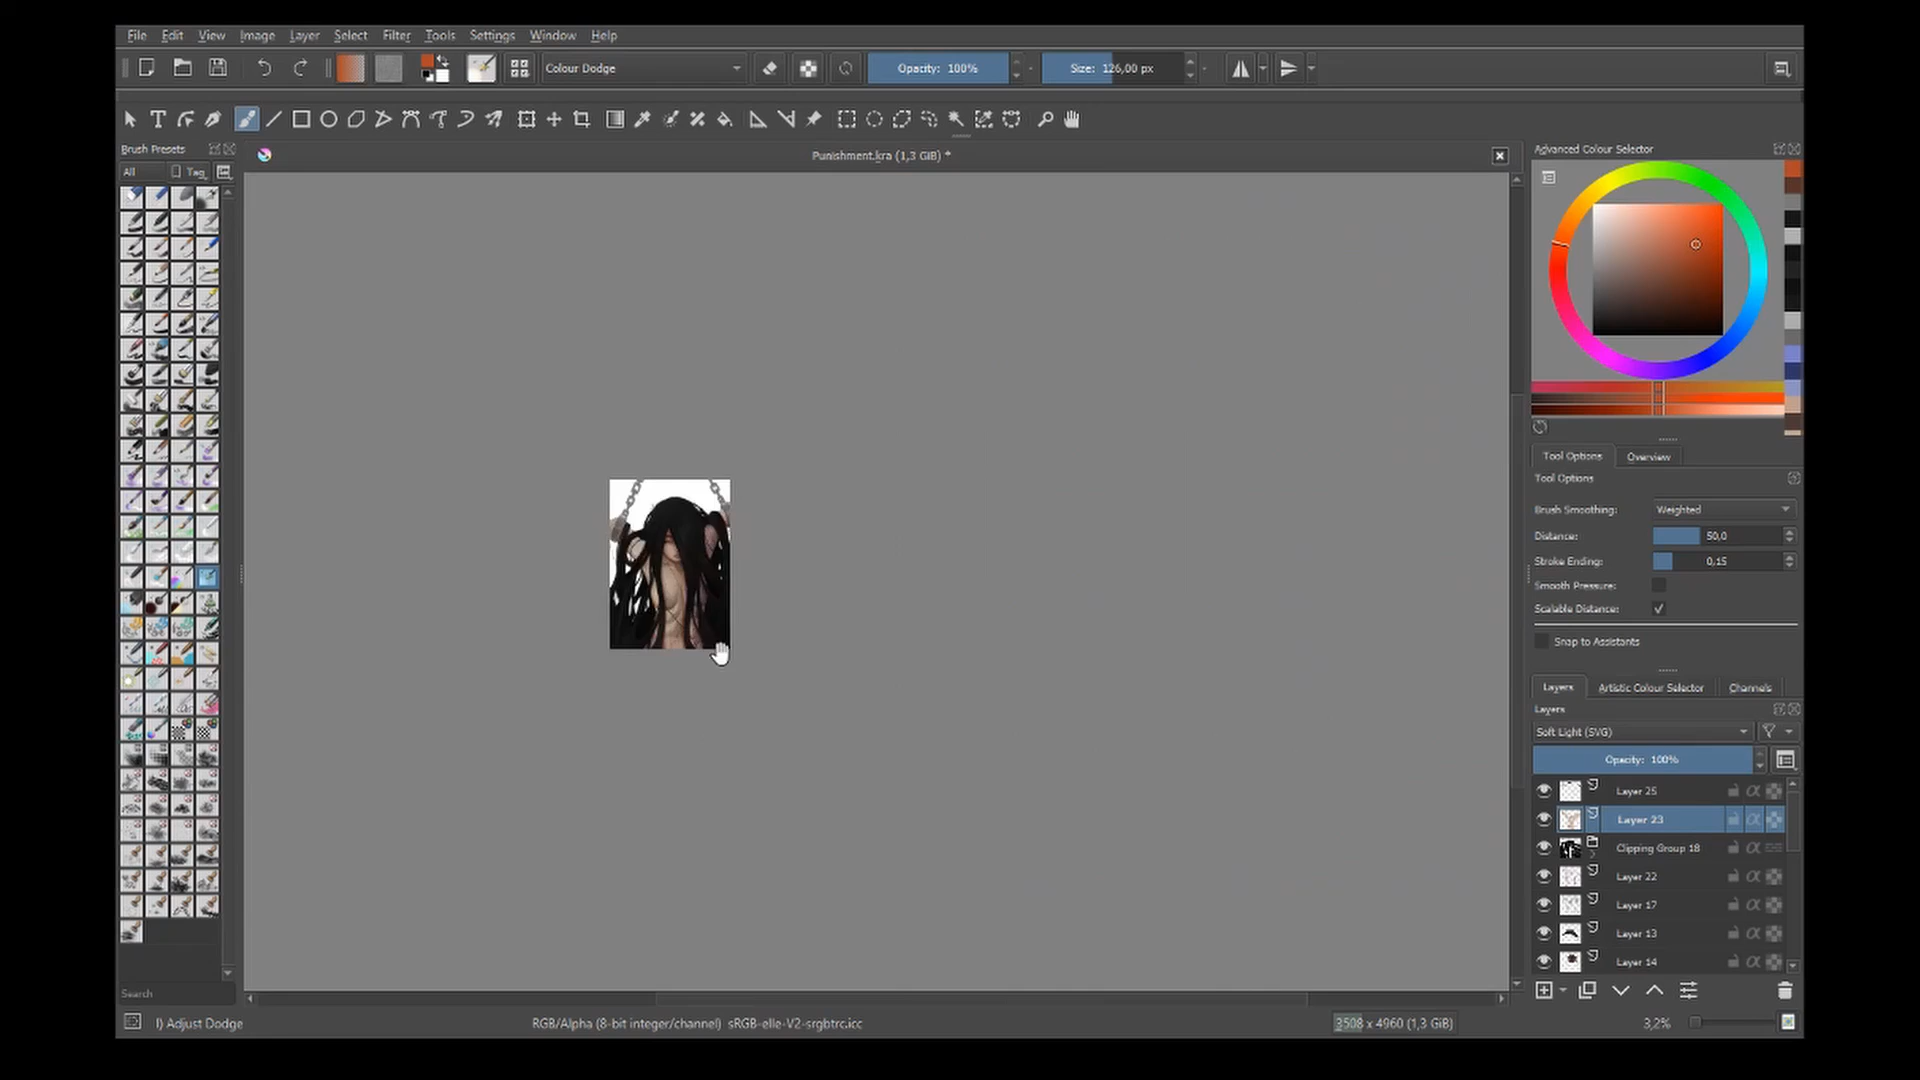 File Edit View Image Layer Select Filter Tools Settings Window Help
Colour Dodge
Opacity: 100%
Size: 126,00 px
Brush Presets
Punishment.kra (1,3 GiB) *
Advanced Colour Selector
All
Tag
Tool Options Overview
Tool Options
Brush Smoothing: Weighted
Distance: 50,0
Stroke Ending: 0,15
Smooth Pressure:
Scalable Distance:
Snap to Assistants
Layers Artistic Colour Selector Channels
Layers
Soft Light (SVG)
Opacity: 100%
Layer 25
Layer 23
Clipping Group 18
Layer 22
Layer 17
Layer 13
Layer 14
Search
I) Adjust Dodge
RGB/Alpha (8-bit integer/channel) sRGB-elle-V2-srgbtrc.icc
3508 x 4960 (1,3 GiB)
3,2%